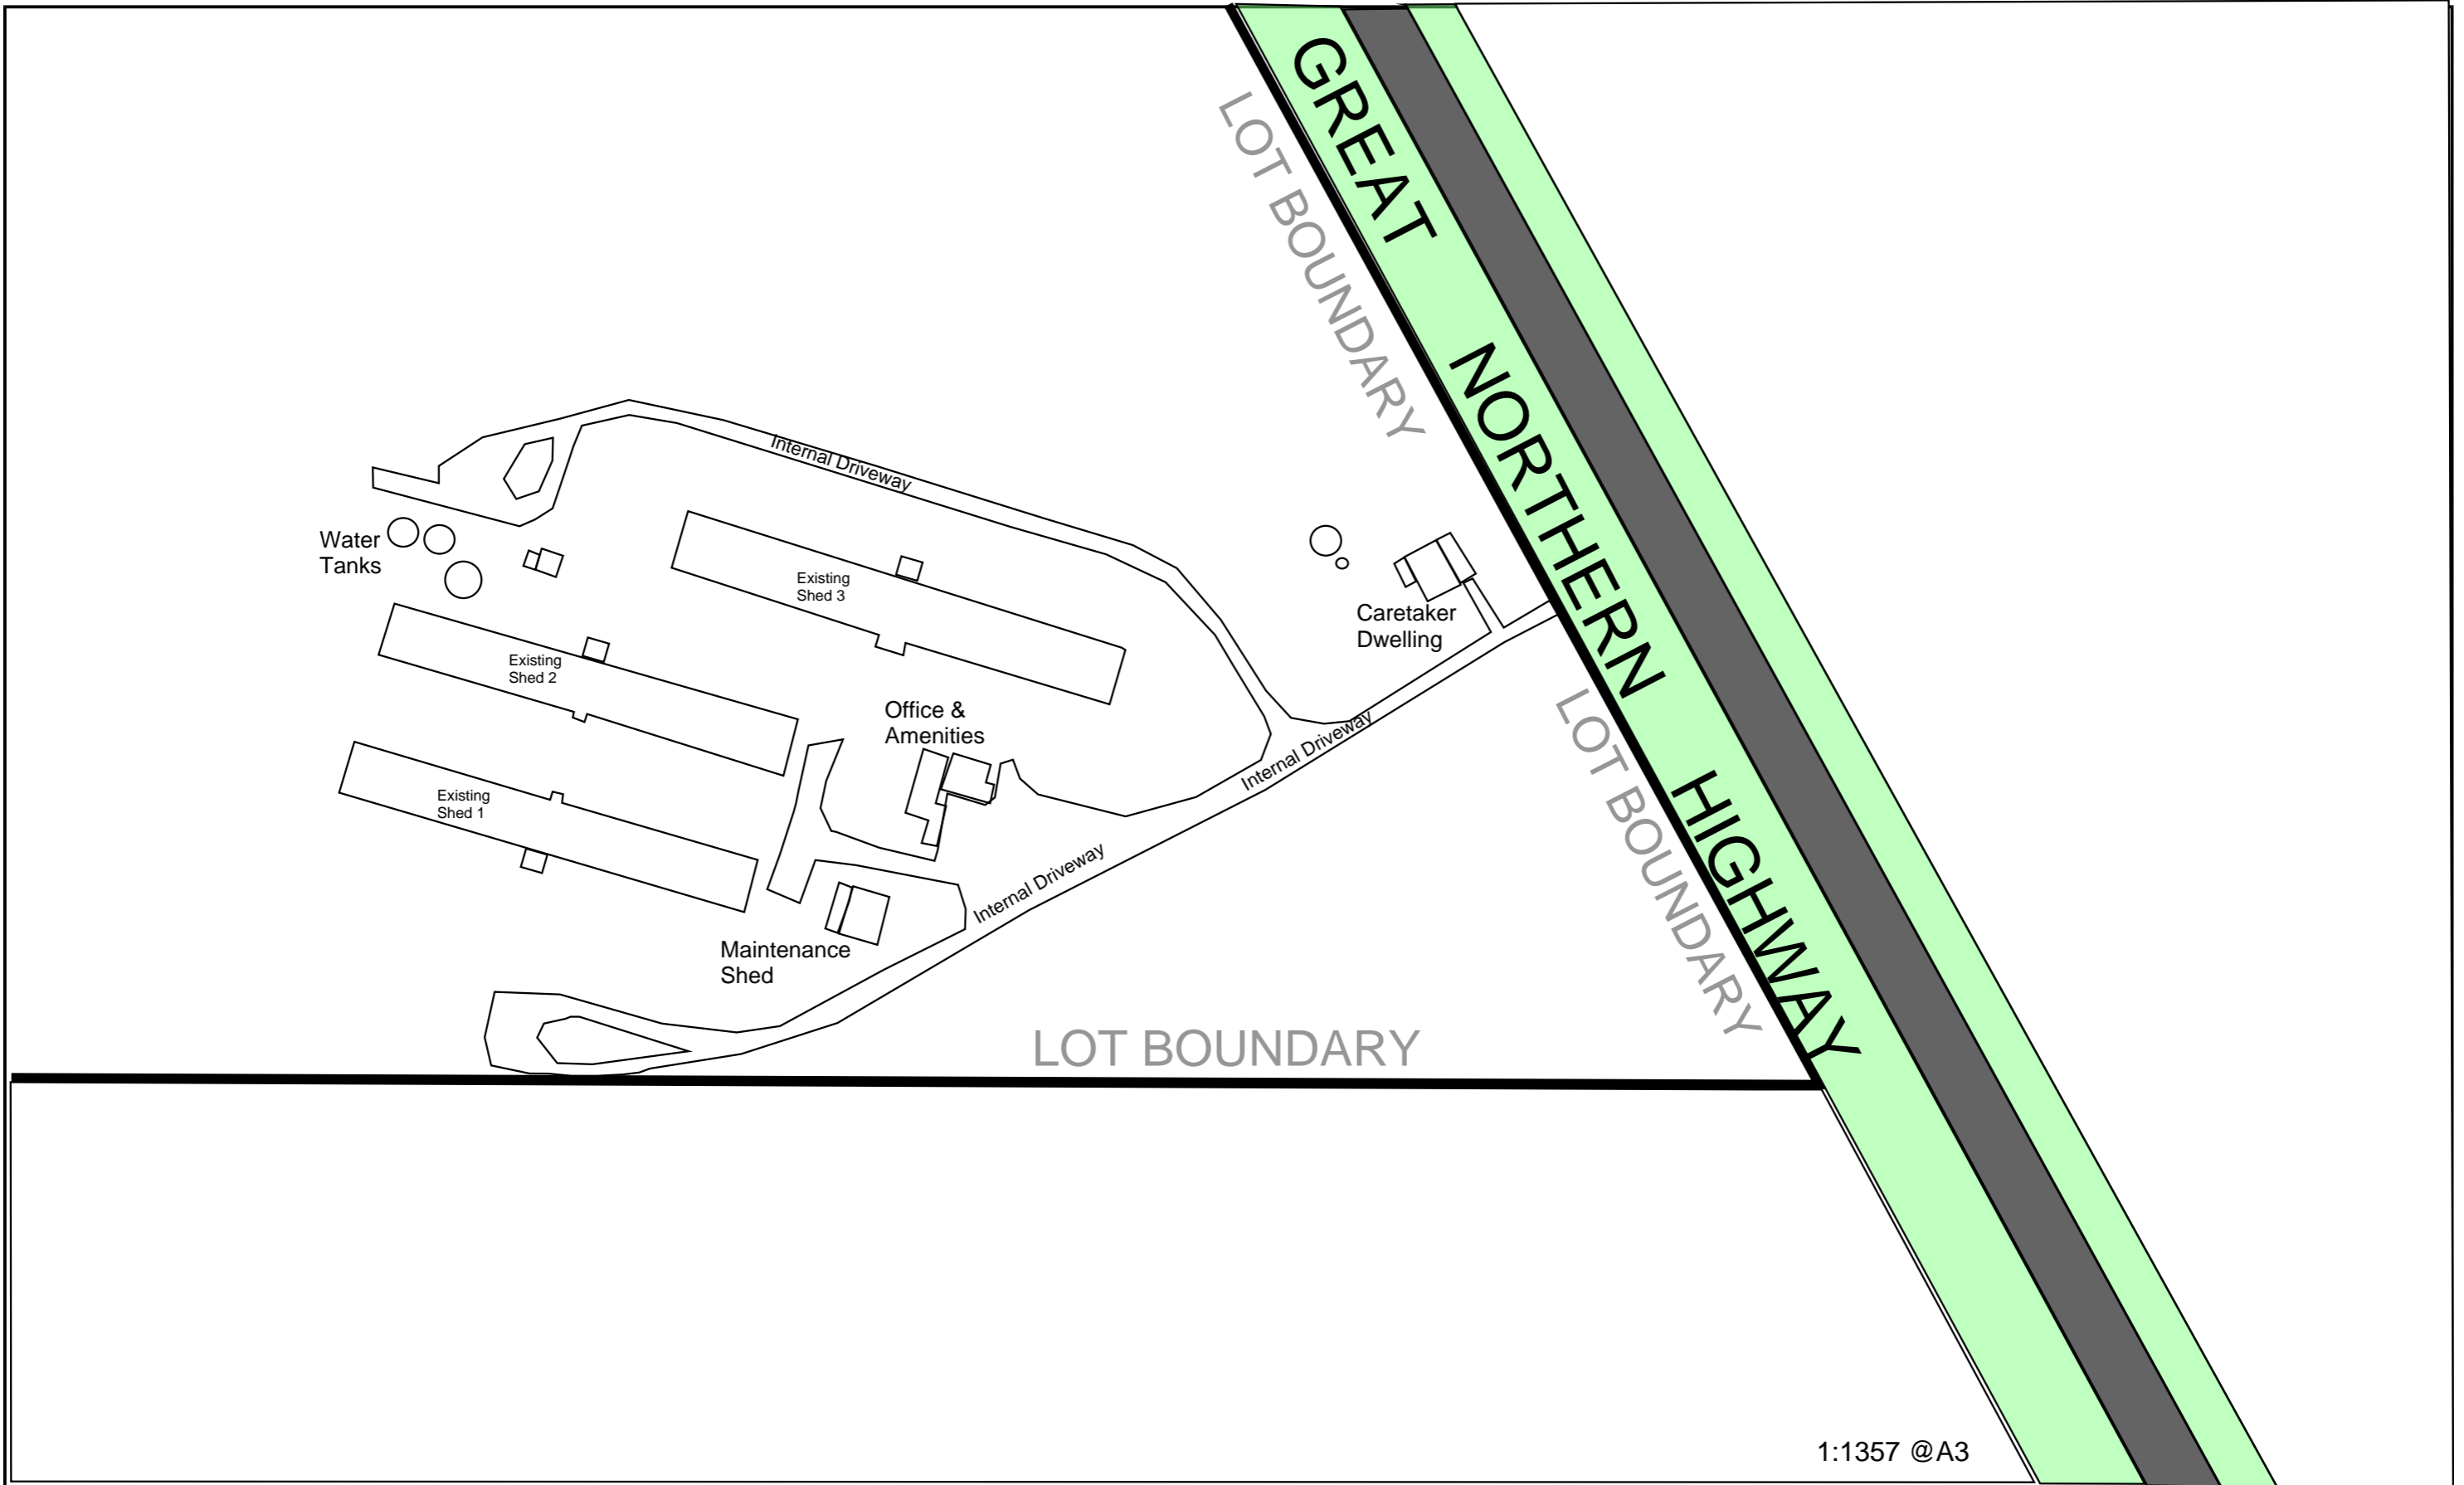 GREAT NORTHERN HIGHWAY
LOT BOUNDARY
Internal Driveway
Water
Tanks
Existing
Shed 3
Caretaker
Dwelling
Existing
Shed 2
Office &
Amenities
LOT BOUNDARY
Internal Driveway
Existing
Shed 1
Internal Driveway
Maintenance
Shed
LOT BOUNDARY
1:1357 @A3